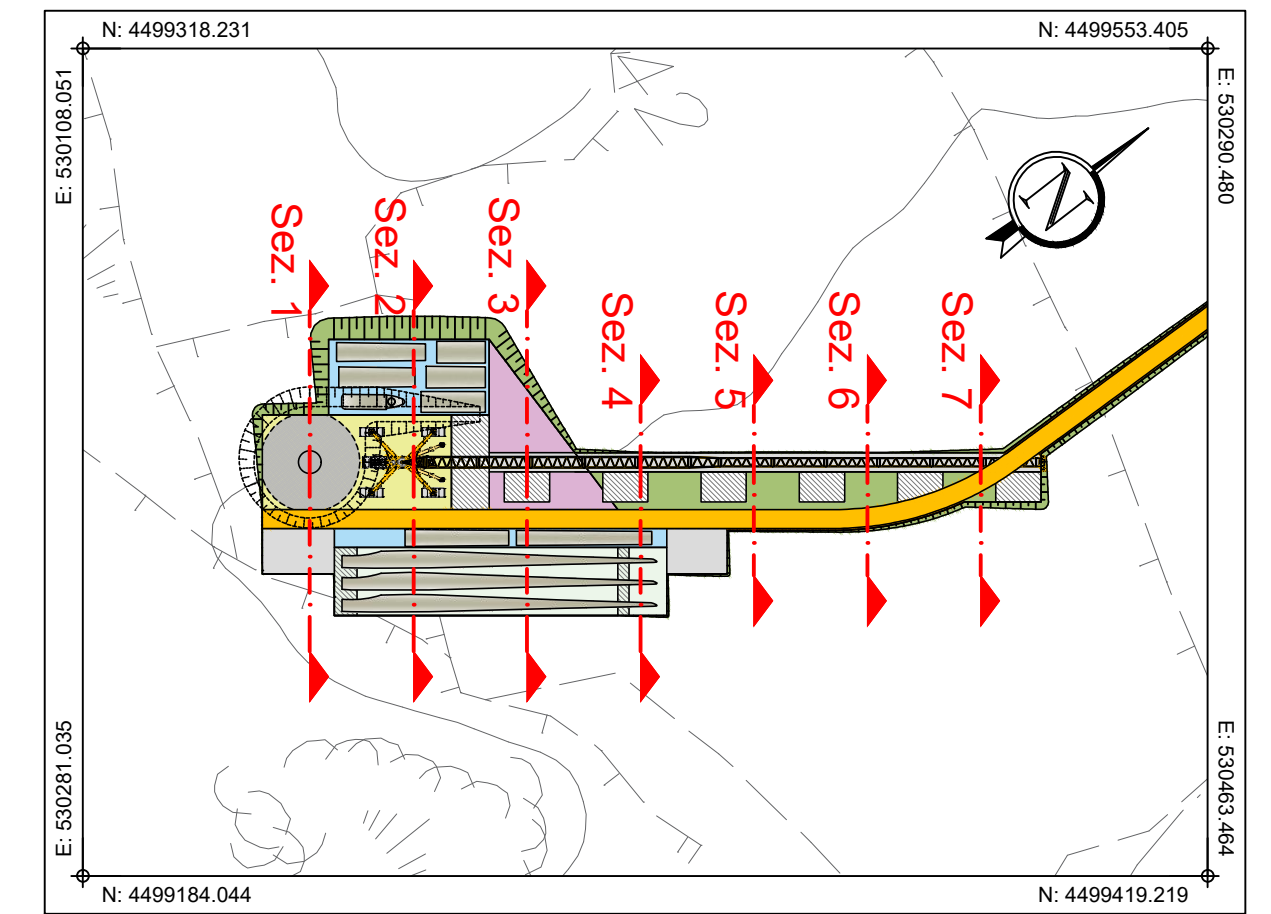 N: 4499318.231
N: 4499553.405
E: 530108.051
E: 530290.480
N
Sez. 1
Sez. 2
Sez. 3
Sez. 4
Sez. 5
Sez. 6
Sez. 7
E: 530281.035
E: 530463.464
N: 4499184.044
N: 4499419.219